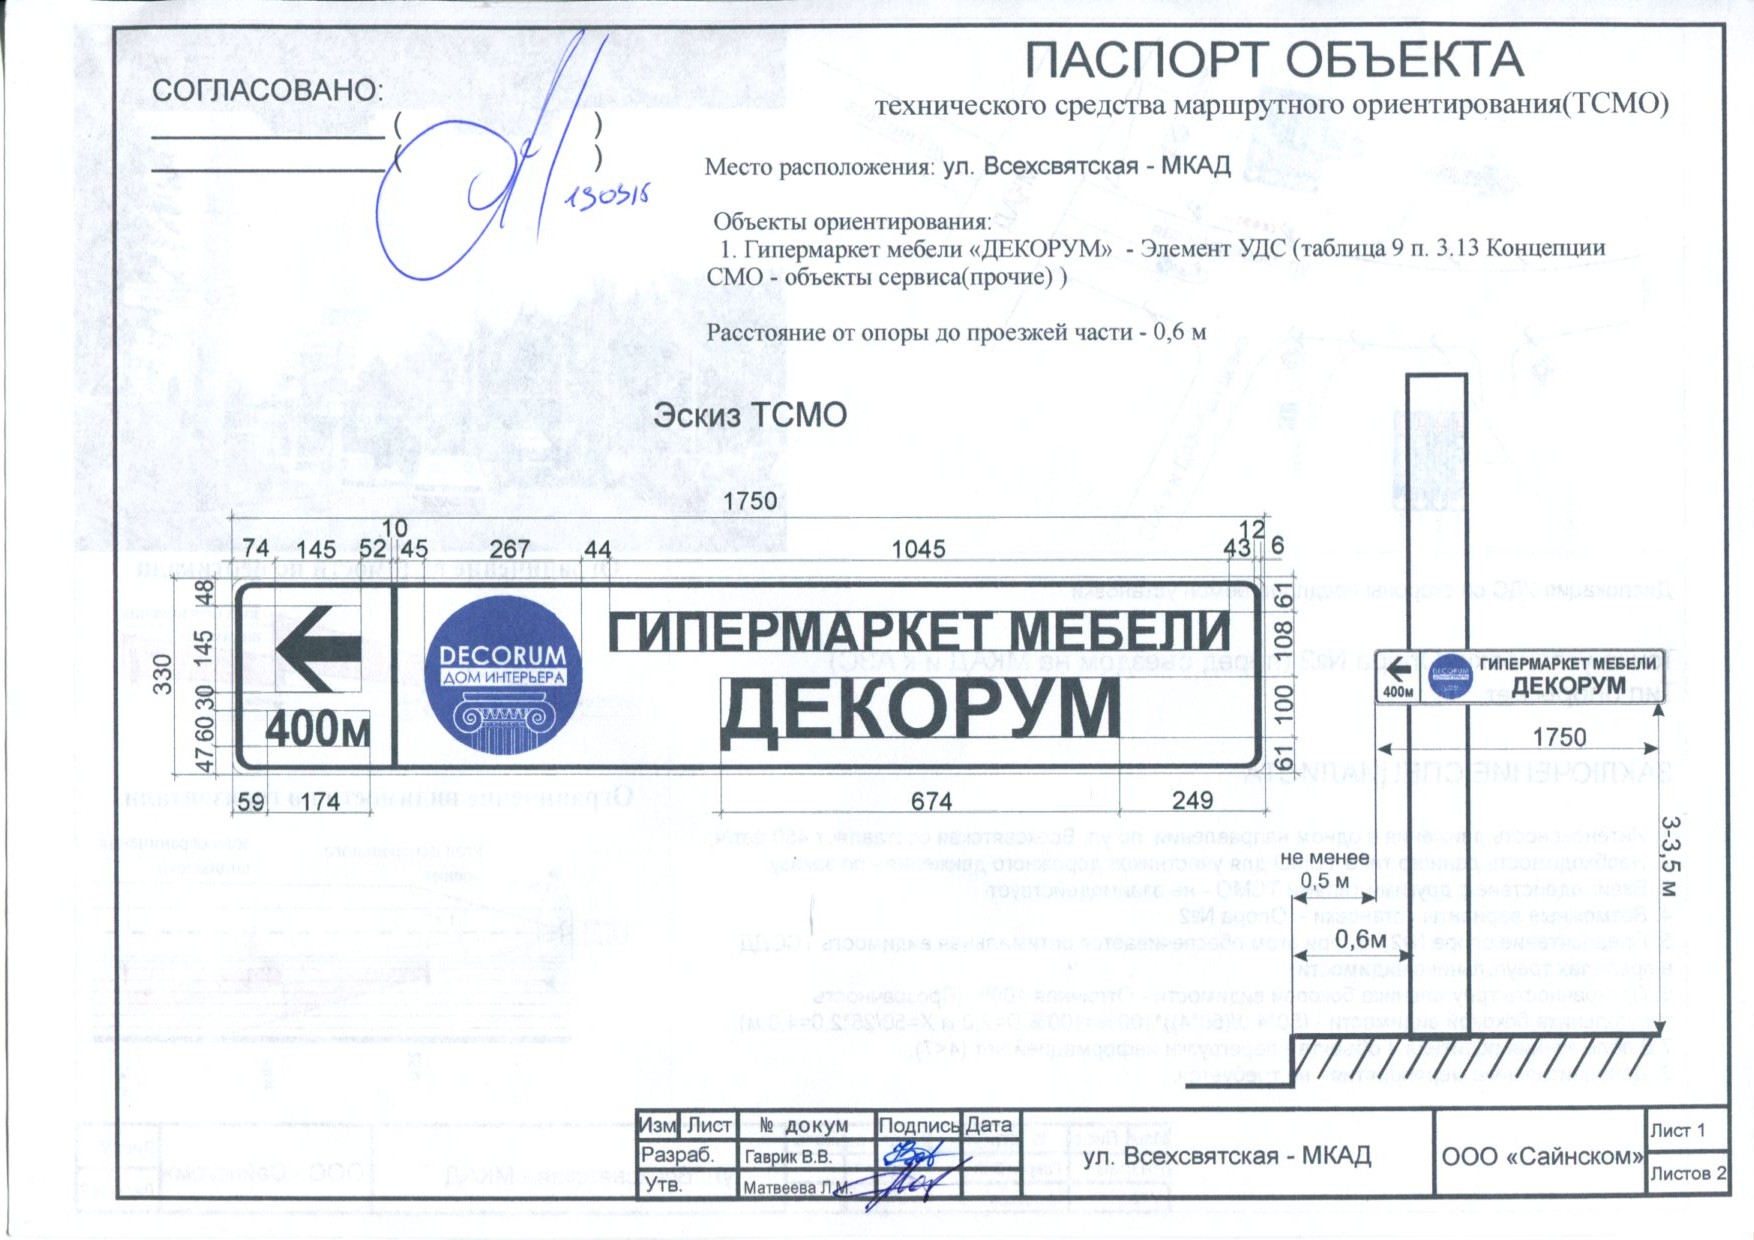 СОГЛАСОВАНО:
( )
( )
130315
ПАСПОРТ ОБЪЕКТА
технического средства маршрутного ориентирования(ТСМО)
Место расположения: ул. Всехсвятская - МКАД
Объекты ориентирования:
1. Гипермаркет мебели «ДЕКОРУМ» - Элемент УДС (таблица 9 п. 3.13 Концепции
СМО - объекты сервиса(прочие) )
Расстояние от опоры до проезжей части - 0,6 м
Эскиз ТСМО
1750
10 12
74 145 52 45 267 44 1045 43 6
330
48 145 30 60 47
400м
DECORUM
ДОМ ИНТЕРЬЕРА
ГИПЕРМАРКЕТ МЕБЕЛИ
ДЕКОРУМ
61 108 100 61
59 174 674 249
400м
DECORUM
ГИПЕРМАРКЕТ МЕБЕЛИ
ДЕКОРУМ
1750
3-3,5 м
не менее
0,5 м
0,6м
Изм Лист № докум Подпись Дата
Разраб. Гаврик В.В.
Утв. Матвеева Л.М.
ул. Всехсвятская - МКАД
ООО «Сайнском»
Лист 1
Листов 2